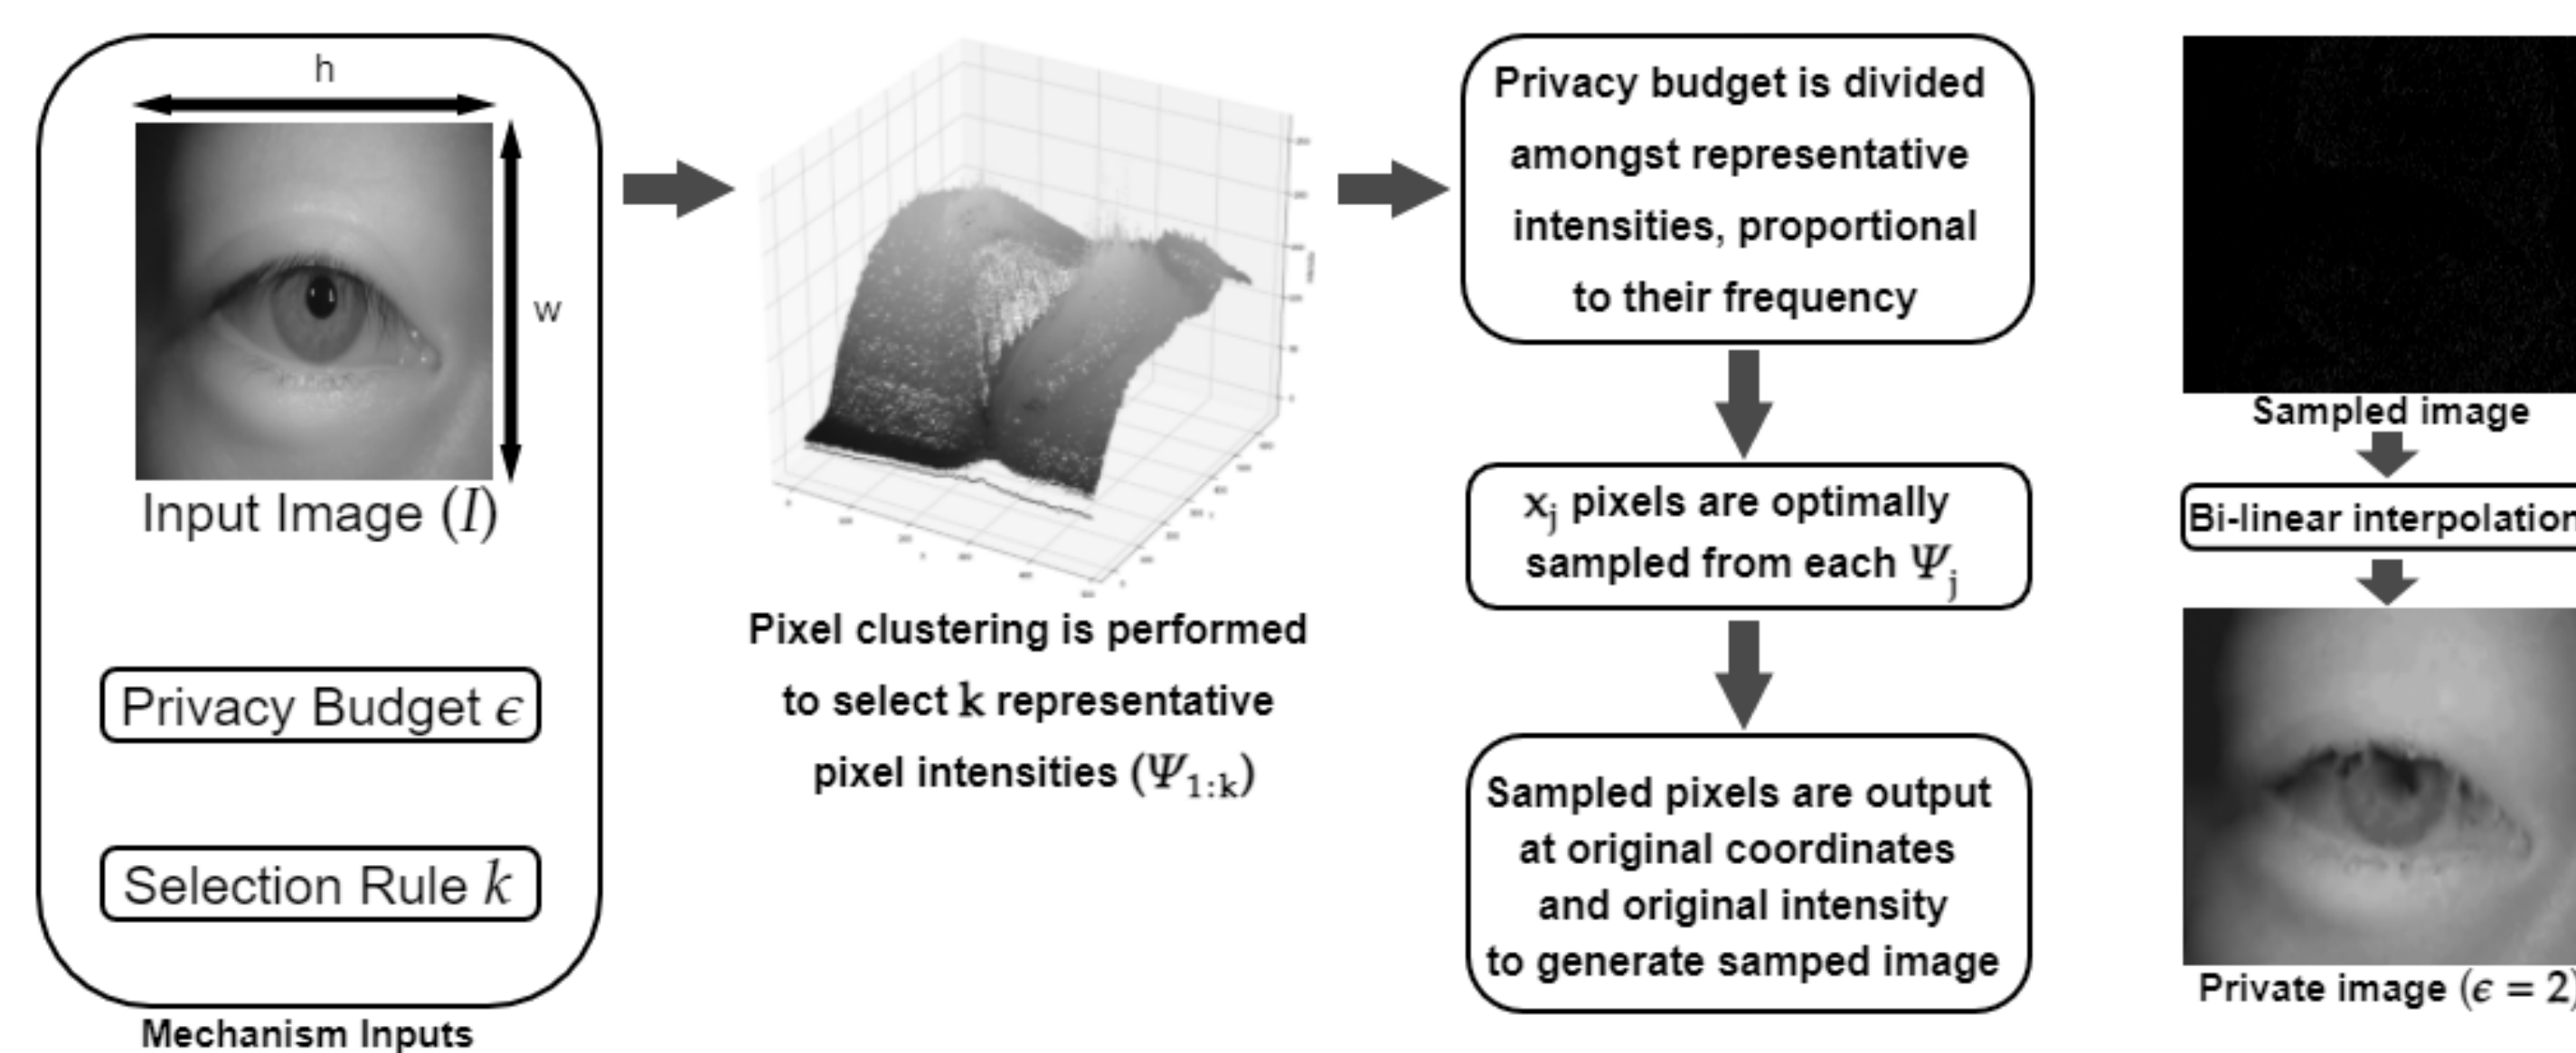 h
w
Input Image (I)
Privacy Budget ϵ
Selection Rule k
Mechanism Inputs
Pixel clustering is performed
to select k representative
pixel intensities (Ψ1:k)
Privacy budget is divided
amongst representative
intensities, proportional
to their frequency
xj pixels are optimally
sampled from each Ψj
Sampled pixels are output
at original coordinates
and original intensity
to generate samped image
Sampled image
Bi-linear interpolation
Private image (ϵ = 2)